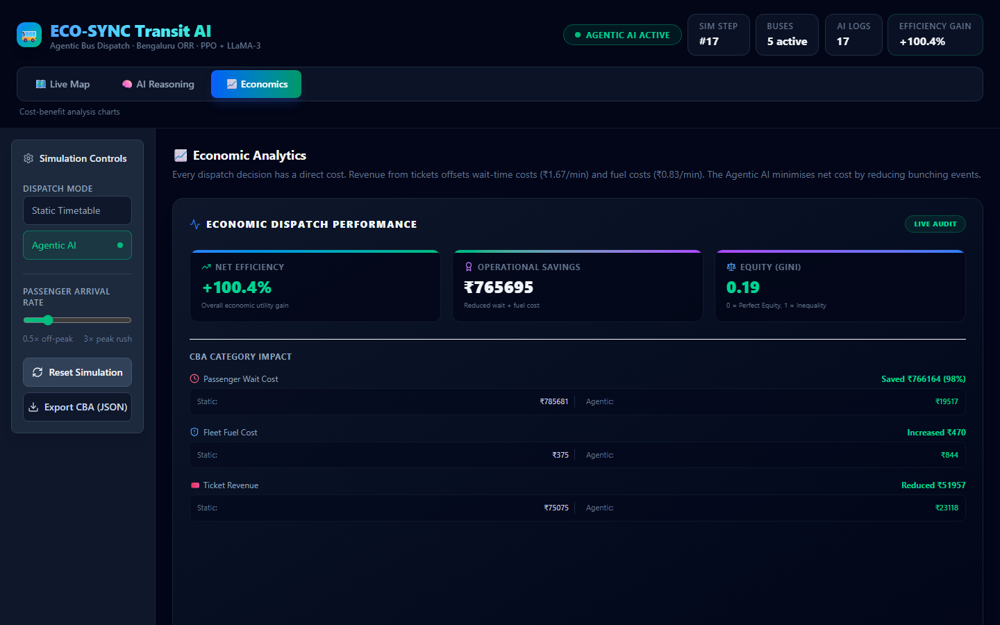 ECO-SYNC Transit AI
Agentic Bus Dispatch · Bengaluru ORR · PPO + LLaMA-3
AGENTIC AI ACTIVE
SIM STEP
#17
BUSES
5 active
AI LOGS
17
EFFICIENCY GAIN
+100.4%
Live Map
AI Reasoning
Economics
Cost-benefit analysis charts
Simulation Controls
DISPATCH MODE
Static Timetable
Agentic AI
PASSENGER ARRIVAL
RATE
0.5× off-peak 3× peak rush
Reset Simulation
Export CBA (JSON)
Economic Analytics
Every dispatch decision has a direct cost. Revenue from tickets offsets wait-time costs (₹1.67/min) and fuel costs (₹0.83/min). The Agentic AI minimises net cost by reducing bunching events.
ECONOMIC DISPATCH PERFORMANCE
LIVE AUDIT
NET EFFICIENCY
+100.4%
Overall economic utility gain
OPERATIONAL SAVINGS
₹765695
Reduced wait + fuel cost
EQUITY (GINI)
0.19
0 = Perfect Equity, 1 = Inequality
CBA CATEGORY IMPACT
Passenger Wait Cost Saved ₹766164 (98%)
Static: ₹785681 Agentic: ₹19517
Fleet Fuel Cost Increased ₹470
Static: ₹375 Agentic: ₹844
Ticket Revenue Reduced ₹51957
Static: ₹75075 Agentic: ₹23118